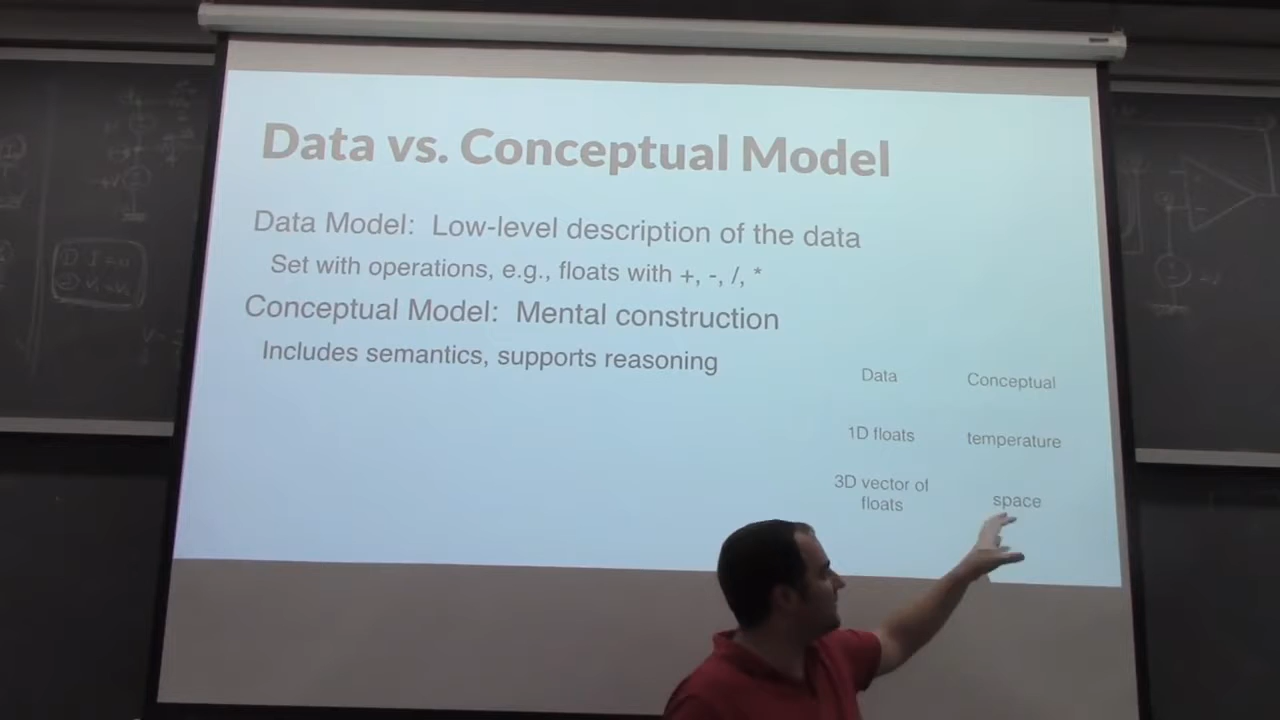 Data vs. Conceptual Model
Data Model: Low-level description of the data
Set with operations, e.g., floats with +, -, /, *
Conceptual Model: Mental construction
Includes semantics, supports reasoning
Data Conceptual
1D floats temperature
3D vector of
floats
space